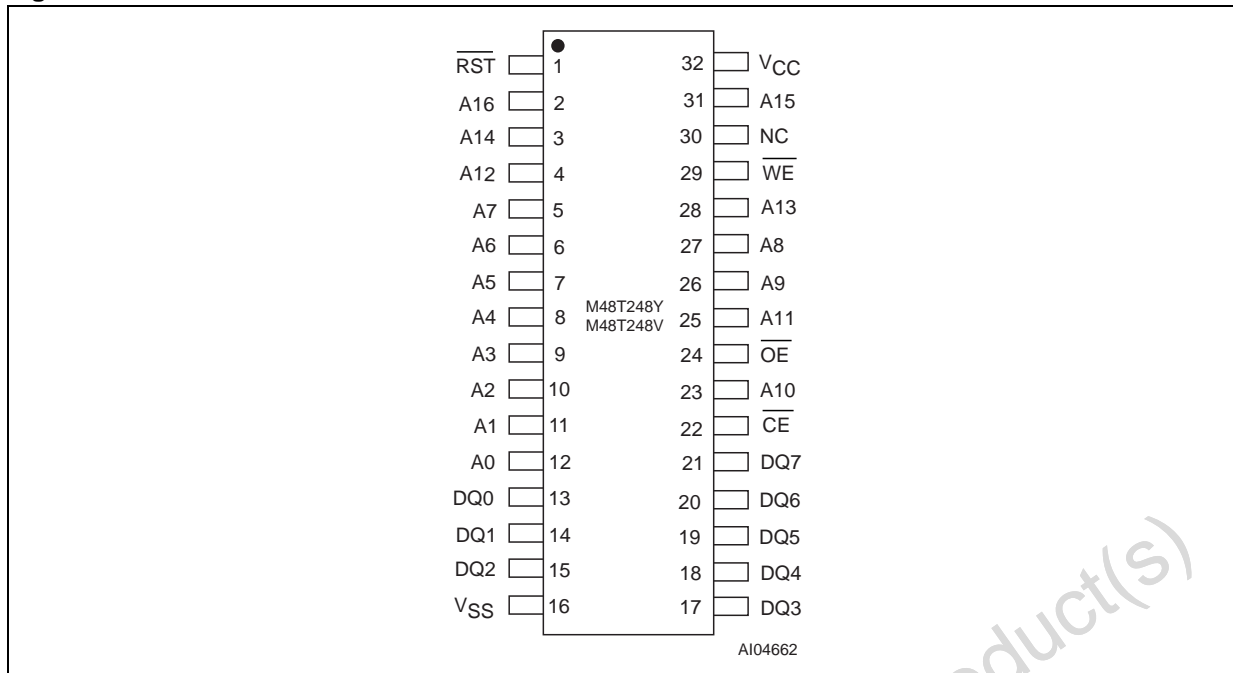 RST 1 32 VCC
A16 2 31 A15
A14 3 30 NC
A12 4 29 WE
A7 5 28 A13
A6 6 27 A8
A5 7 26 A9
A4 8 M48T248Y M48T248V 25 A11
A3 9 24 OE
A2 10 23 A10
A1 11 22 CE
A0 12 21 DQ7
DQ0 13 20 DQ6
DQ1 14 19 DQ5
DQ2 15 18 DQ4
VSS 16 17 DQ3
AI04662